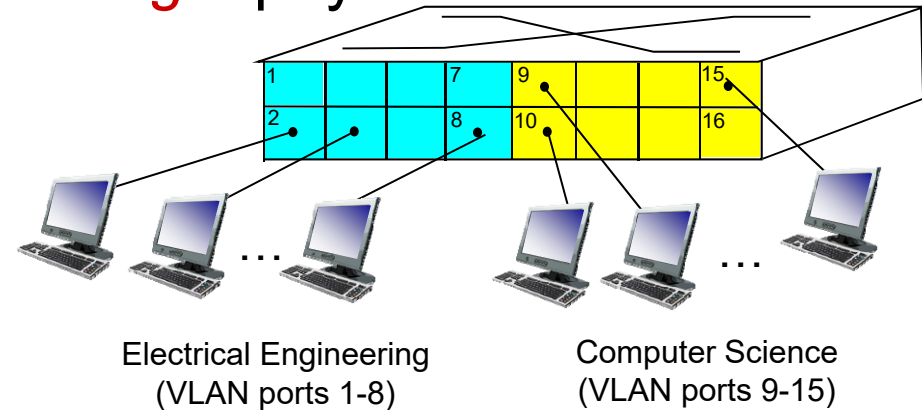 g
1
7
9
15
2
8
10
16
...
...
Electrical Engineering
(VLAN ports 1-8)
Computer Science
(VLAN ports 9-15)